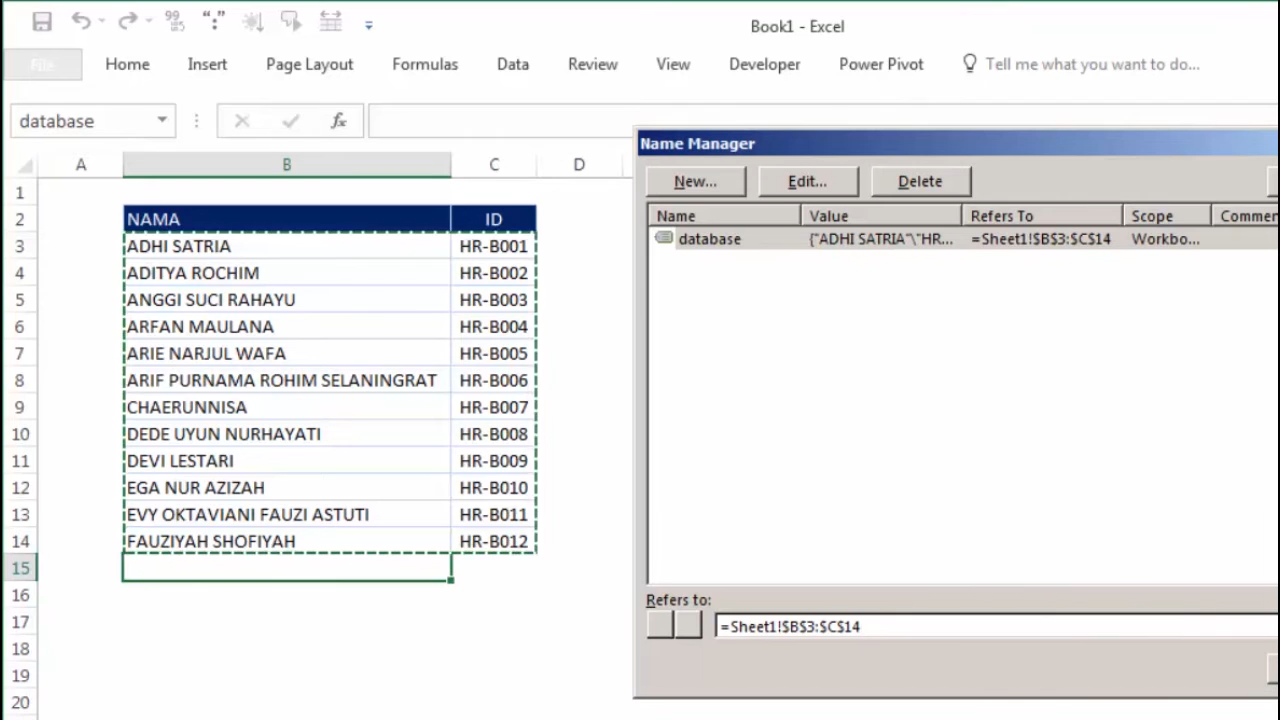 Book1 - Excel
File Home Insert Page Layout Formulas Data Review View Developer Power Pivot Tell me what you want to do...
database fx
A B C D
1
2 NAMA ID
3 ADHI SATRIA HR-B001
4 ADITYA ROCHIM HR-B002
5 ANGGI SUCI RAHAYU HR-B003
6 ARFAN MAULANA HR-B004
7 ARIE NARJUL WAFA HR-B005
8 ARIF PURNAMA ROHIM SELANINGRAT HR-B006
9 CHAERUNNISA HR-B007
10 DEDE UYUN NURHAYATI HR-B008
11 DEVI LESTARI HR-B009
12 EGA NUR AZIZAH HR-B010
13 EVY OKTAVIANI FAUZI ASTUTI HR-B011
14 FAUZIYAH SHOFIYAH HR-B012
15
16
17
18
19
20
Name Manager
New... Edit... Delete
Name Value Refers To Scope Commen
database {"ADHI SATRIA"\"HR... =Sheet1!$B$3:$C$14 Workbo...
Refers to:
=Sheet1!$B$3:$C$14